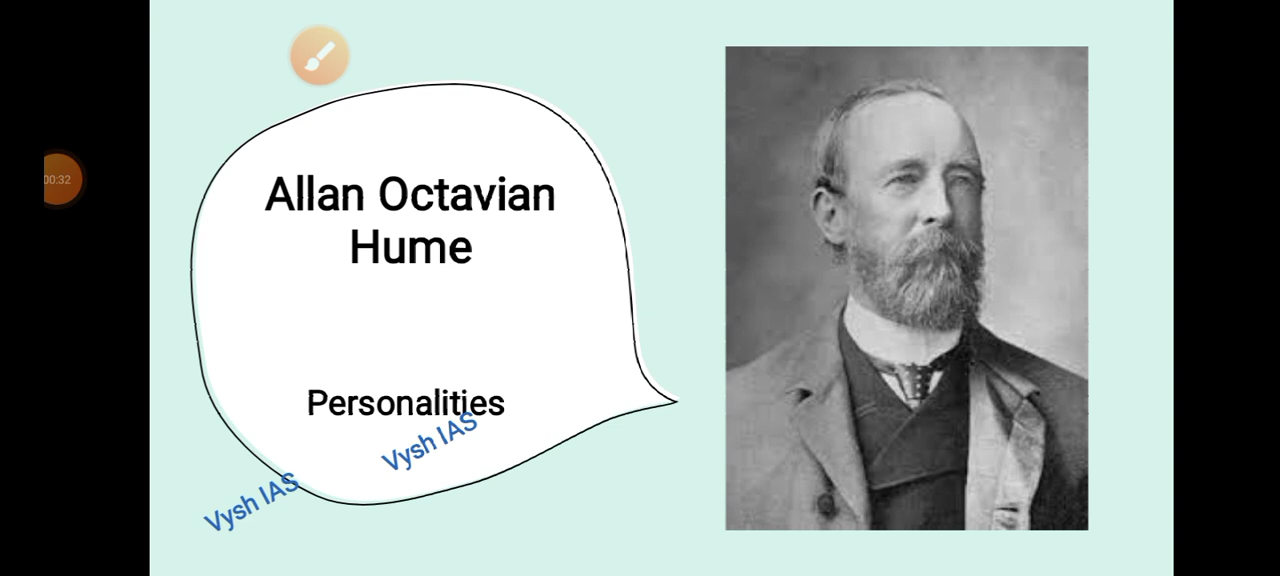 00:32
Allan Octavian
Hume
Personalities
Vysh IAS
Vysh IAS